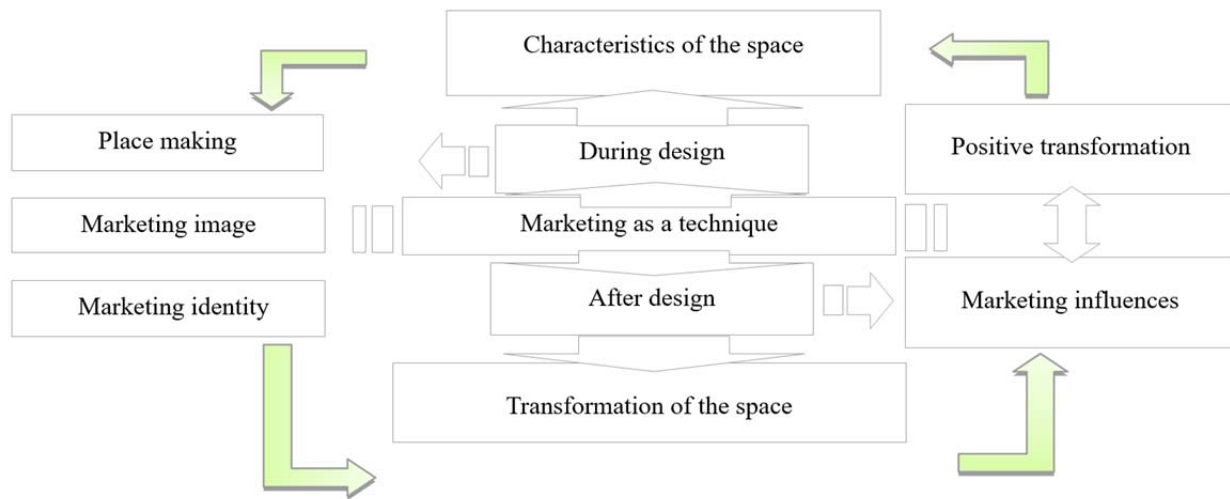 Characteristics of the space
Place making
During design
Positive transformation
Marketing image
Marketing as a technique
Marketing identity
After design
Marketing influences
Transformation of the space